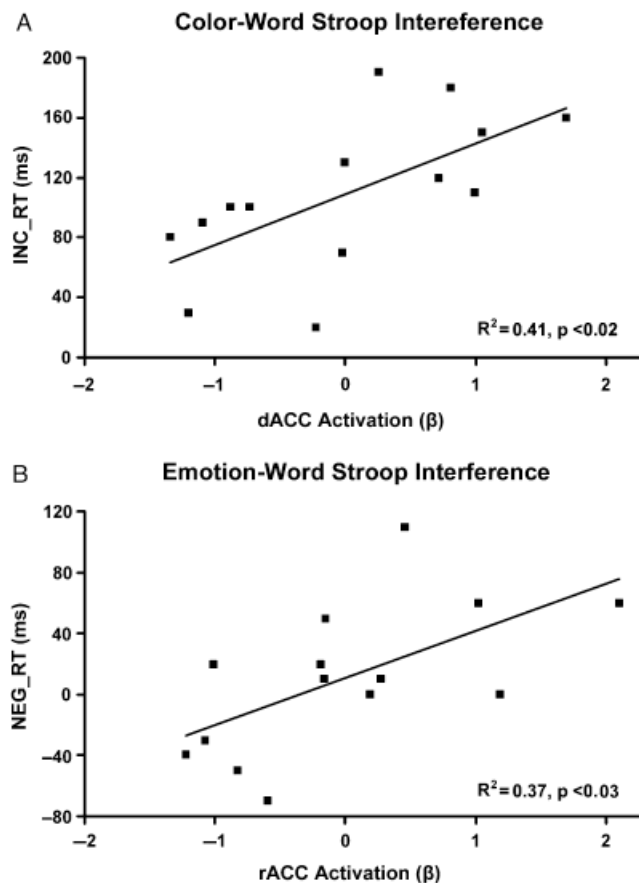 A
Color-Word Stroop Intereference
200
160
120
80
40
0
INC_RT (ms)
R²=0.41, p <0.02
–2
–1
0
1
2
dACC Activation (β)
B
Emotion-Word Stroop Interference
120
80
40
0
–40
–80
NEG_RT (ms)
R²=0.37, p <0.03
–2
–1
0
1
2
rACC Activation (β)